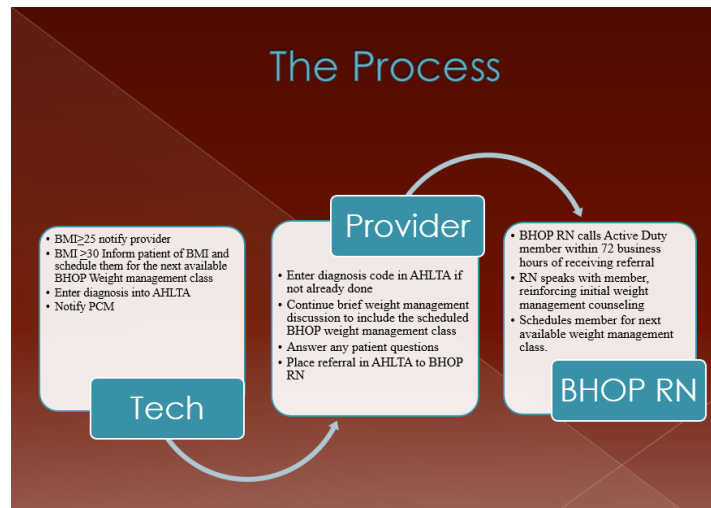 The Process
• BMI≥25 notify provider
• BMI ≥30 Inform patient of BMI and
schedule them for the next available
BHOP Weight management class
• Enter diagnosis into AHLTA
• Notify PCM
Tech
Provider
• Enter diagnosis code in AHLTA if
not already done
• Continue brief weight management
discussion to include the scheduled
BHOP weight management class
• Answer any patient questions
• Place referral in AHLTA to BHOP
RN
• BHOP RN calls Active Duty
member within 72 business
hours of receiving referral
• RN speaks with member,
reinforcing initial weight
management counseling
• Schedules member for next
available weight management
class.
BHOP RN